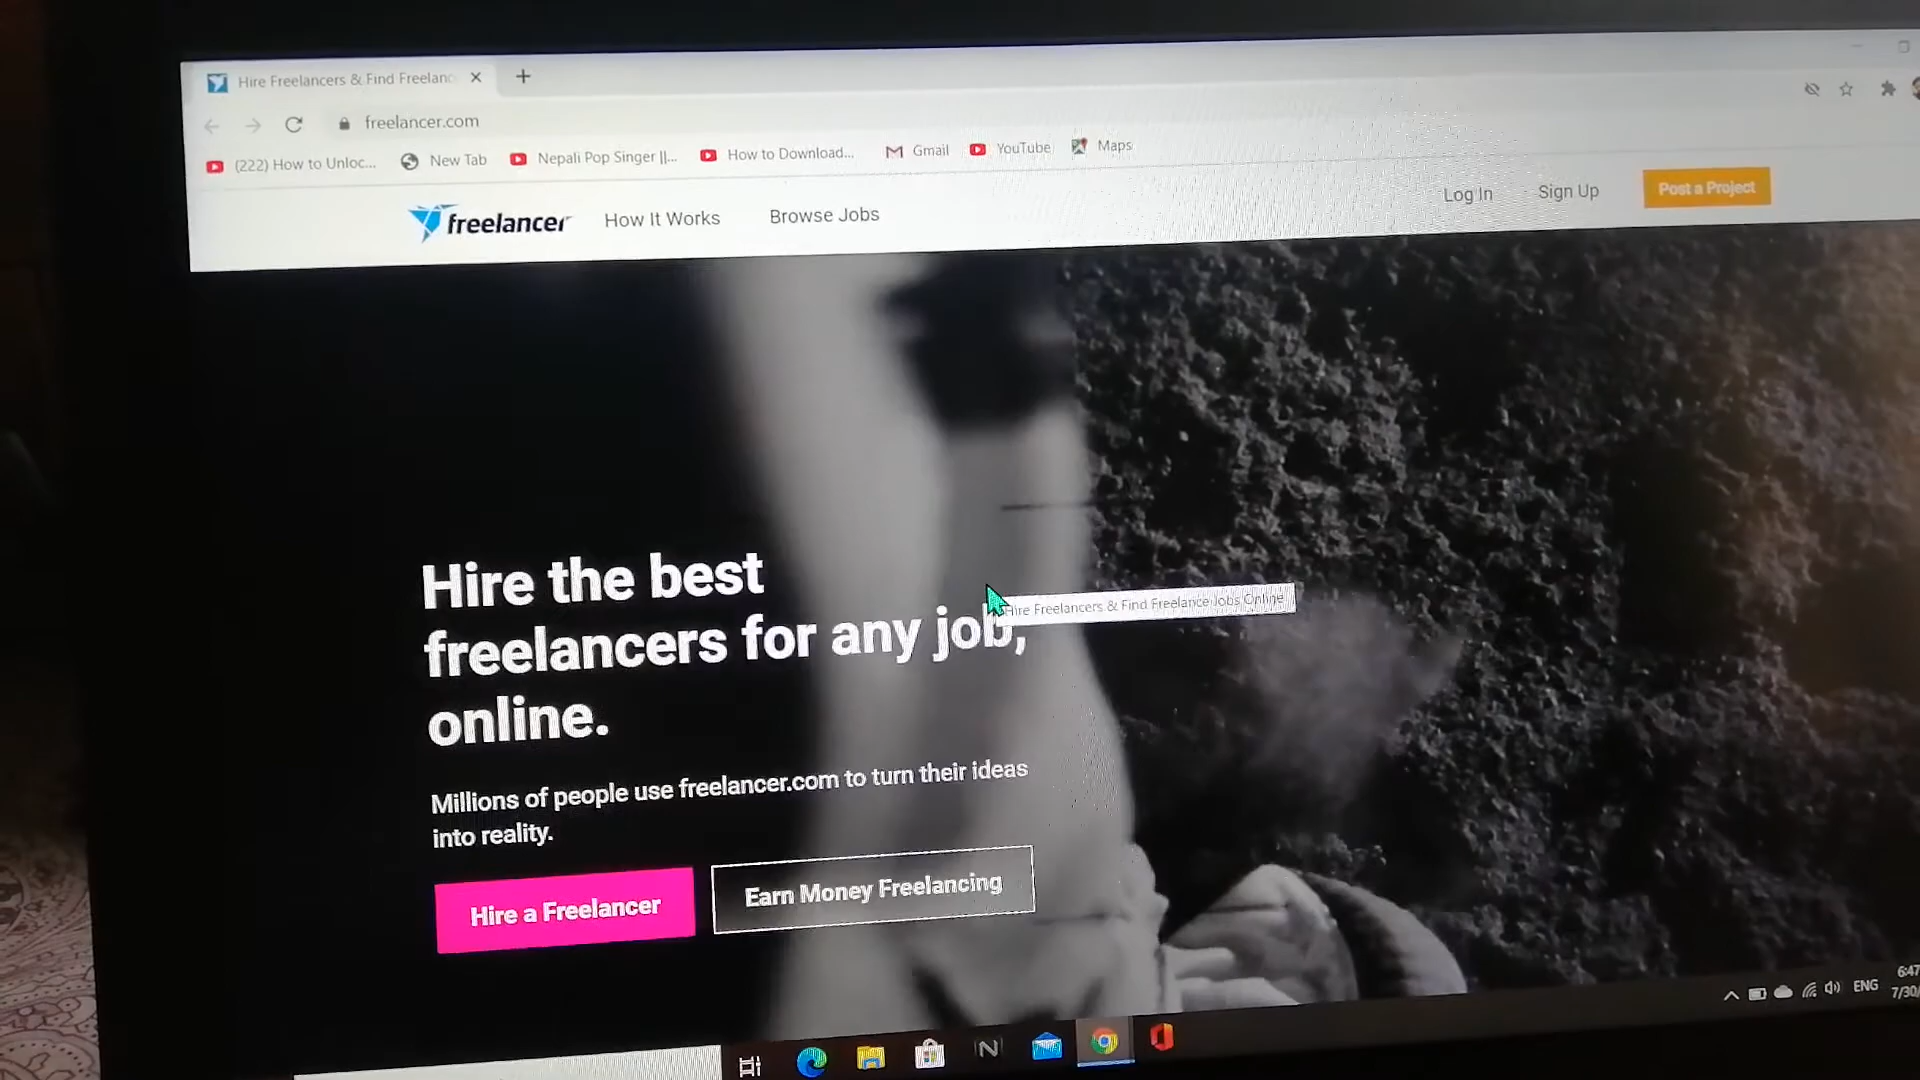 Hire Freelancers & Find Freelanc
freelancer.com
(222) How to Unloc... New Tab Nepali Pop Singer ||... How to Download... Gmail YouTube Maps
freelancer How It Works Browse Jobs Log In Sign Up Post a Project
Hire Freelancers & Find Freelance Jobs Online
Hire the best
freelancers for any job,
online.
Millions of people use freelancer.com to turn their ideas
into reality.
Hire a Freelancer Earn Money Freelancing
ENG
6:47
7/30/